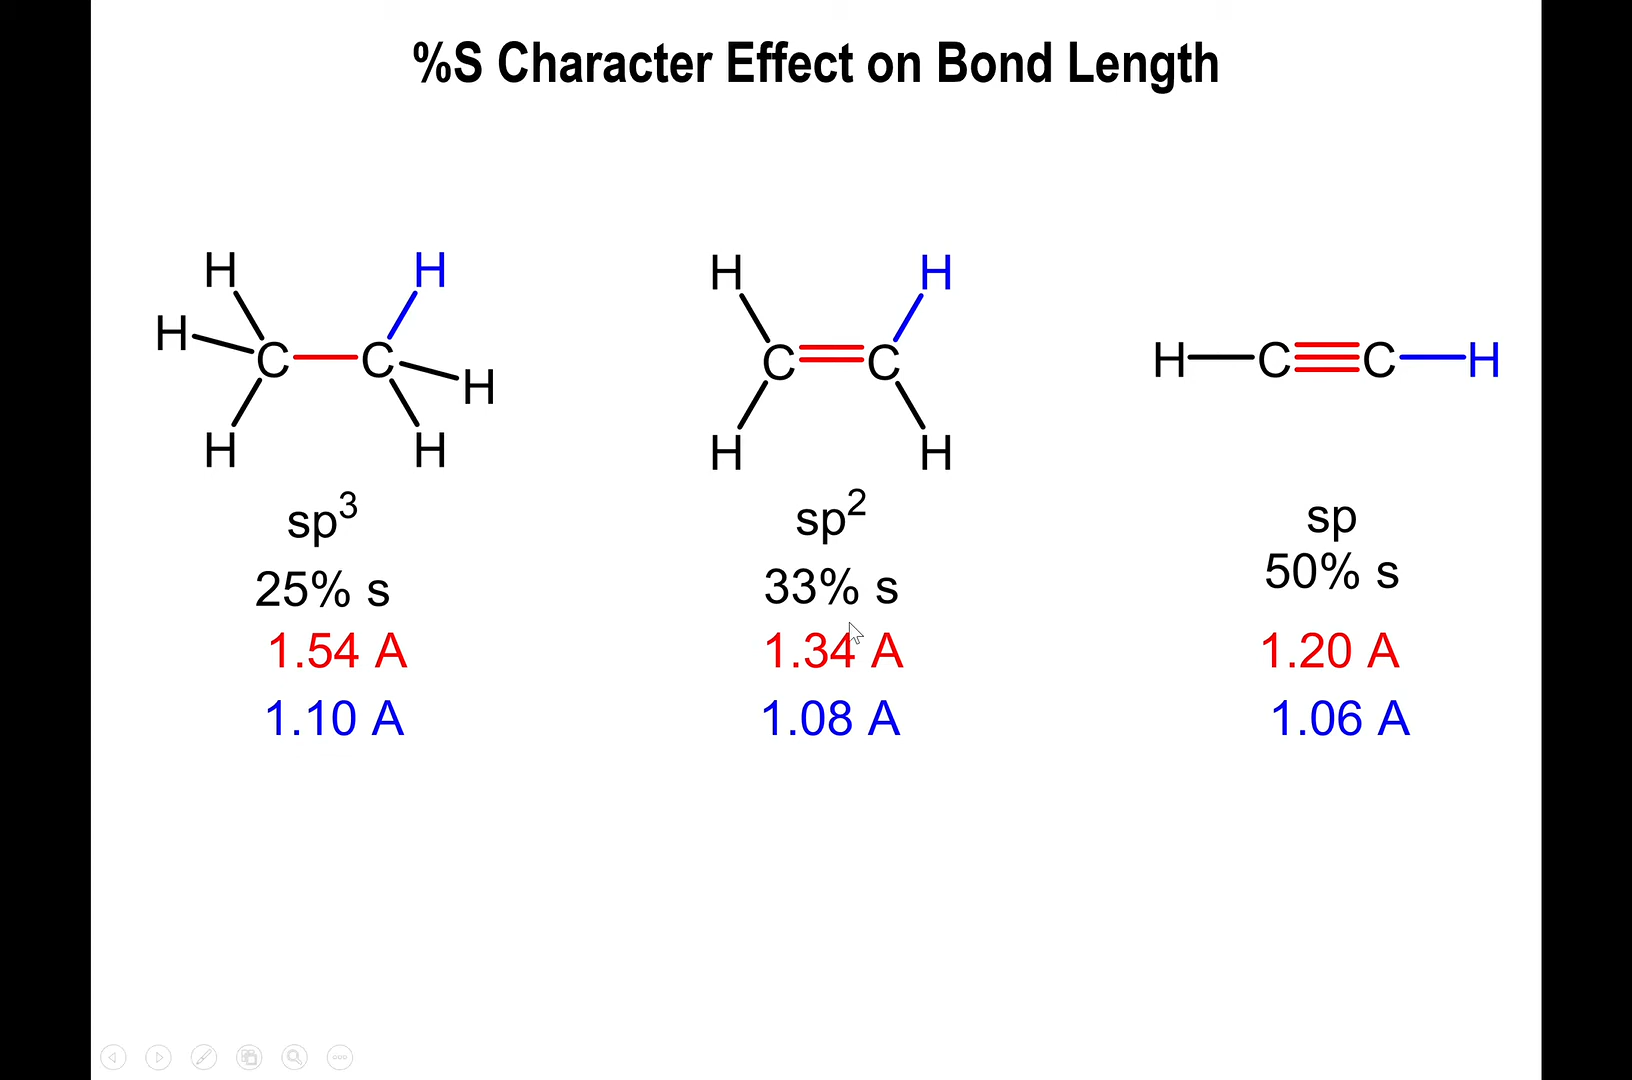 %S Character Effect on Bond Length
H H H H
H C C H C C H C C H
H H H H H
sp³ sp² sp
25% s 33% s 50% s
1.54 A 1.34 A 1.20 A
1.10 A 1.08 A 1.06 A